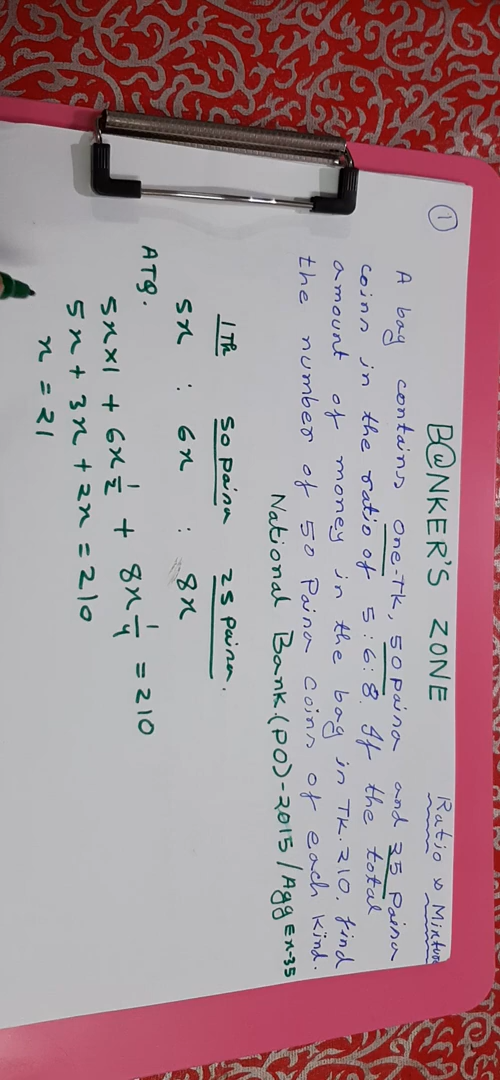 B@NKER'S ZONE
Ratio & Mixture
①
A bag contains one-TK, 50 paisa and 25 Paisa
coins in the ratio of 5:6:8. If the total
amount of money in the bag is TK. 210, find
the number of 50 Paisa coins of each kind.
National Bank (PO)-2015/Agg Ex-35
1 Tk 50 paisa 25 paisa.
5x : 6x : 8x
ATQ.
5x×1 + 6x 1/2 + 8x 1/4 = 210
5x + 3x + 2x = 210
x = 21